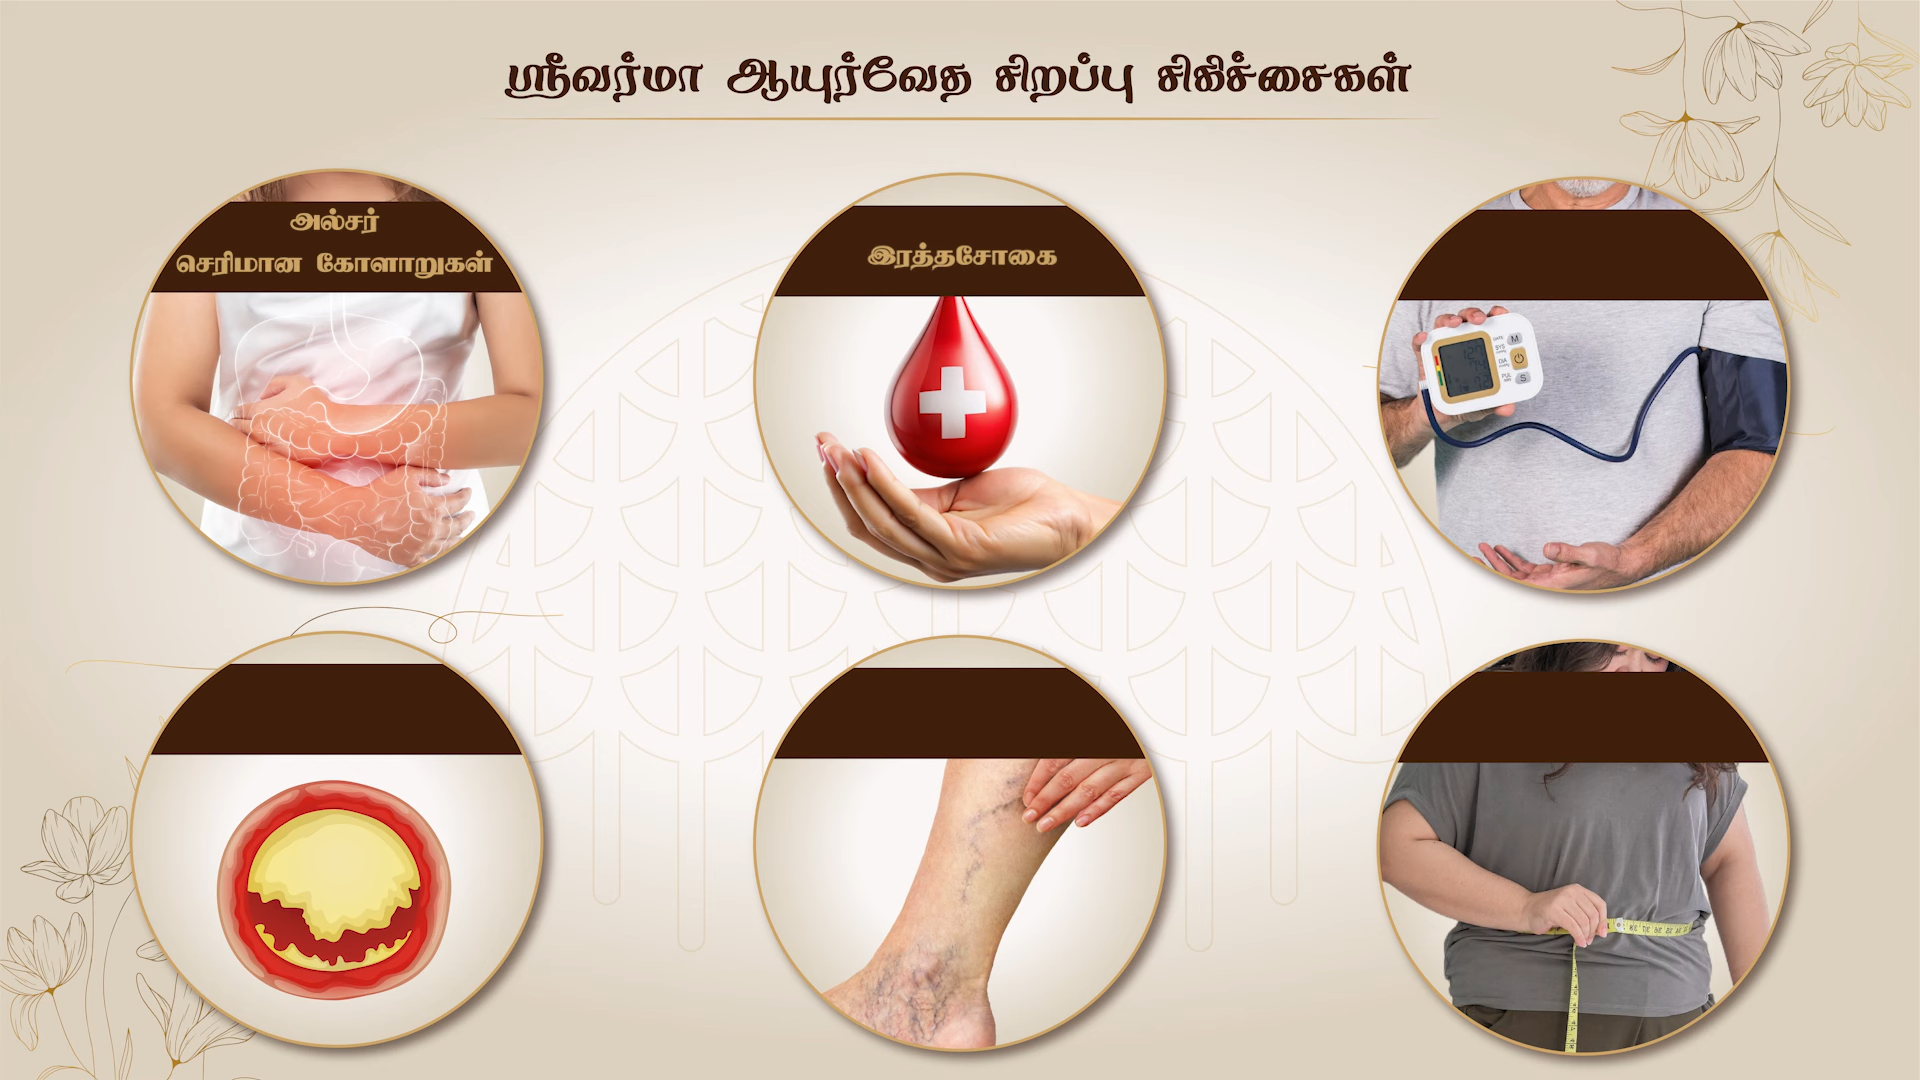 ஸ்ரீவர்மா ஆயுர்வேத சிறப்பு சிகிச்சைகள்
அல்சர்
செரிமான கோளாறுகள்
இரத்தசோகை
M
S